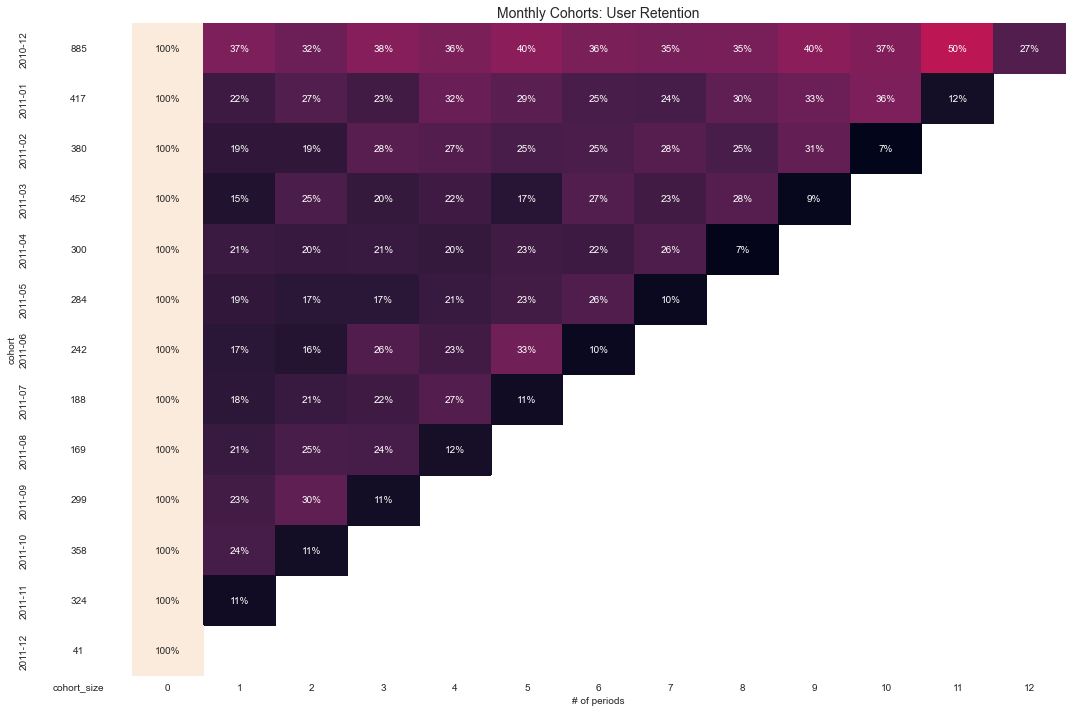 Monthly Cohorts: User Retention
2010-12 885 100% 37% 32% 38% 36% 40% 36% 35% 35% 40% 37% 50% 27%
2011-01 417 100% 22% 27% 23% 32% 29% 25% 24% 30% 33% 36% 12%
2011-02 380 100% 19% 19% 28% 27% 25% 25% 28% 25% 31% 7%
2011-03 452 100% 15% 25% 20% 22% 17% 27% 23% 28% 9%
2011-04 300 100% 21% 20% 21% 20% 23% 22% 26% 7%
2011-05 284 100% 19% 17% 17% 21% 23% 26% 10%
cohort
2011-06 242 100% 17% 16% 26% 23% 33% 10%
2011-07 188 100% 18% 21% 22% 27% 11%
2011-08 169 100% 21% 25% 24% 12%
2011-09 299 100% 23% 30% 11%
2011-10 358 100% 24% 11%
2011-11 324 100% 11%
2011-12 41 100%
cohort_size 0 1 2 3 4 5 6 7 8 9 10 11 12
# of periods